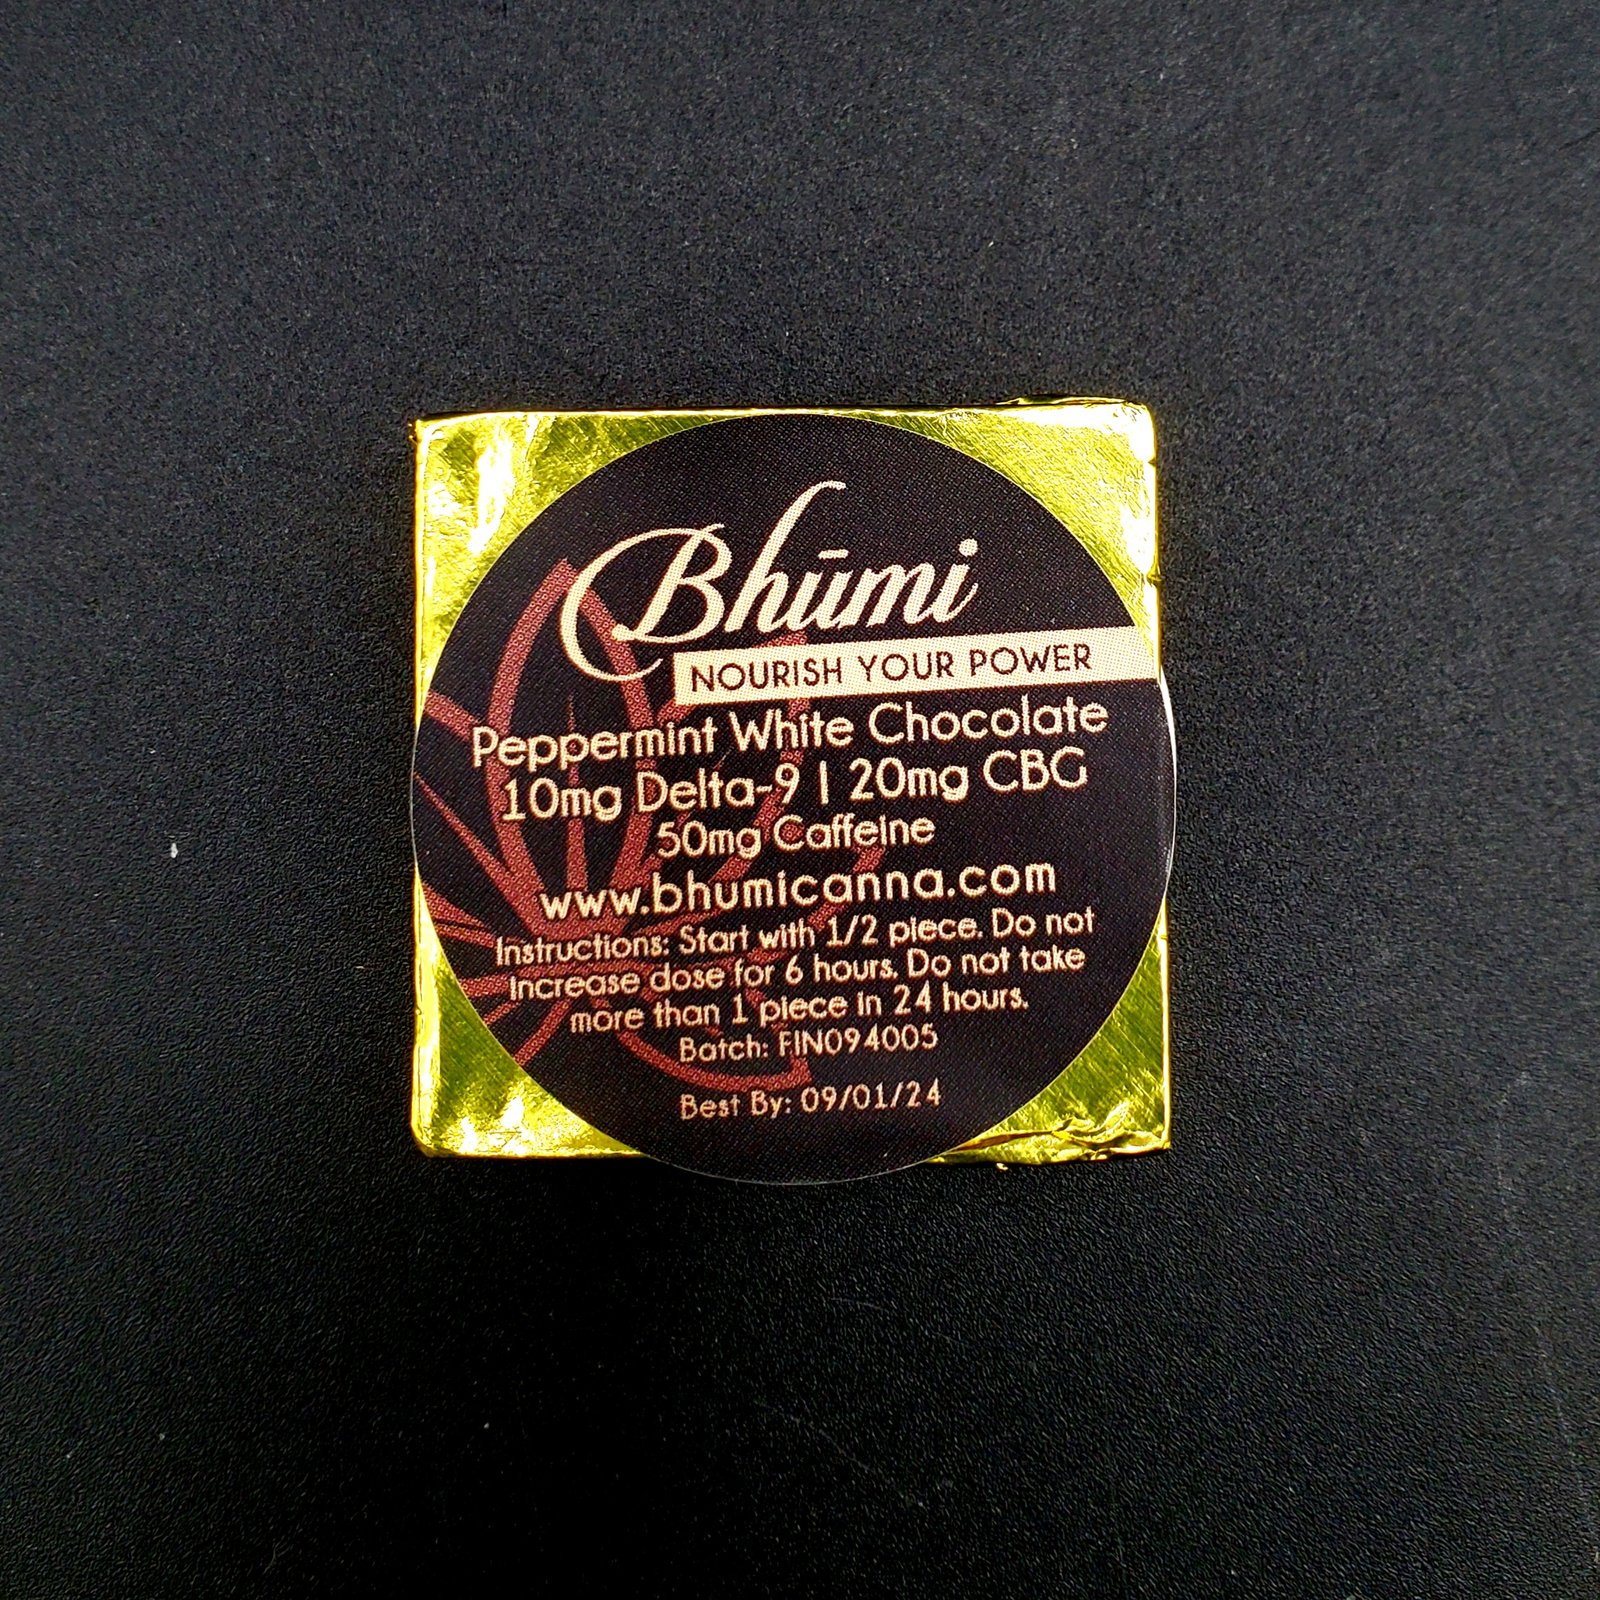 Bhūmi
NOURISH YOUR POWER
Peppermint White Chocolate
10mg Delta-9 | 20mg CBG
50mg Caffeine
www.bhumicanna.com
Instructions: Start with 1/2 piece. Do not
increase dose for 6 hours. Do not take
more than 1 piece in 24 hours.
Batch: FIN094005
Best By: 09/01/24